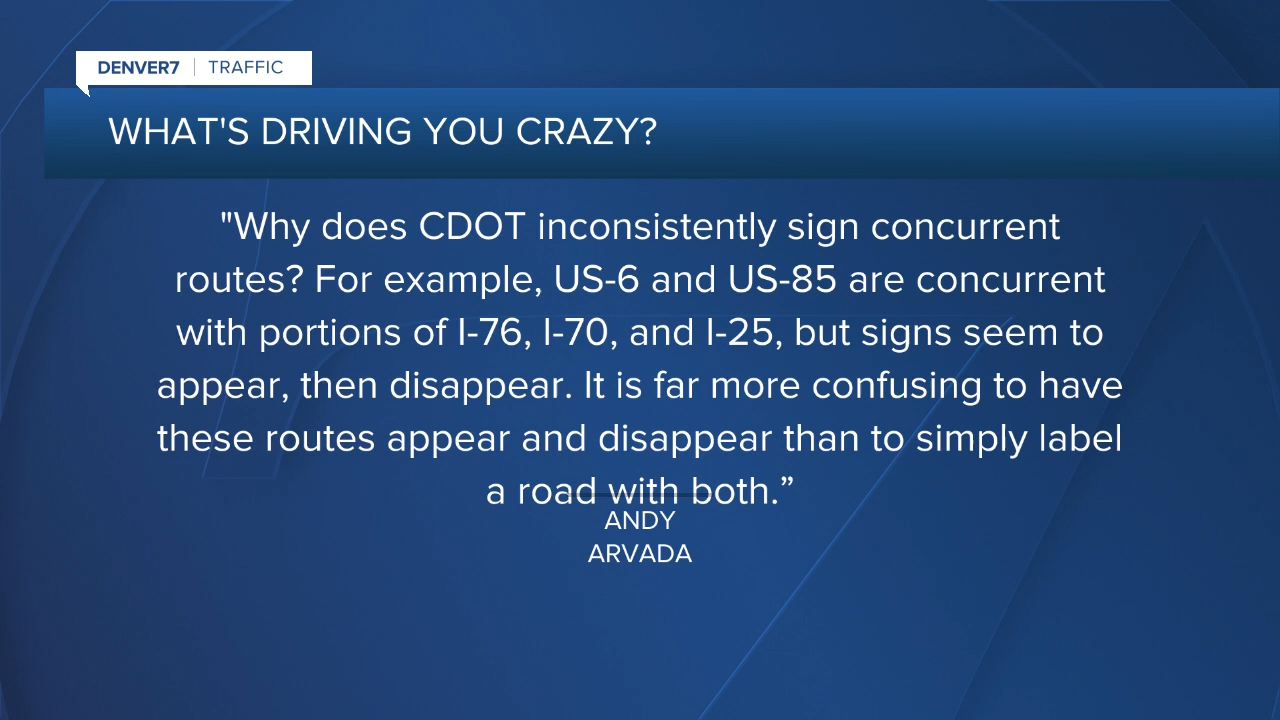 DENVER7 | TRAFFIC
WHAT'S DRIVING YOU CRAZY?
"Why does CDOT inconsistently sign concurrent
routes? For example, US-6 and US-85 are concurrent
with portions of I-76, I-70, and I-25, but signs seem to
appear, then disappear. It is far more confusing to have
these routes appear and disappear than to simply label
a road with both.”
ANDY
ARVADA